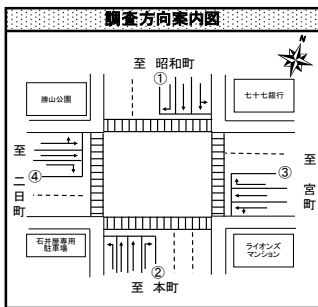 調査方向案内図
N
至 昭和町
①
勝山公園
七十七銀行
至 二日町
④
至 宮町
③
石井屋専用
駐車場
②
至 本町
ライオンズ
マンション